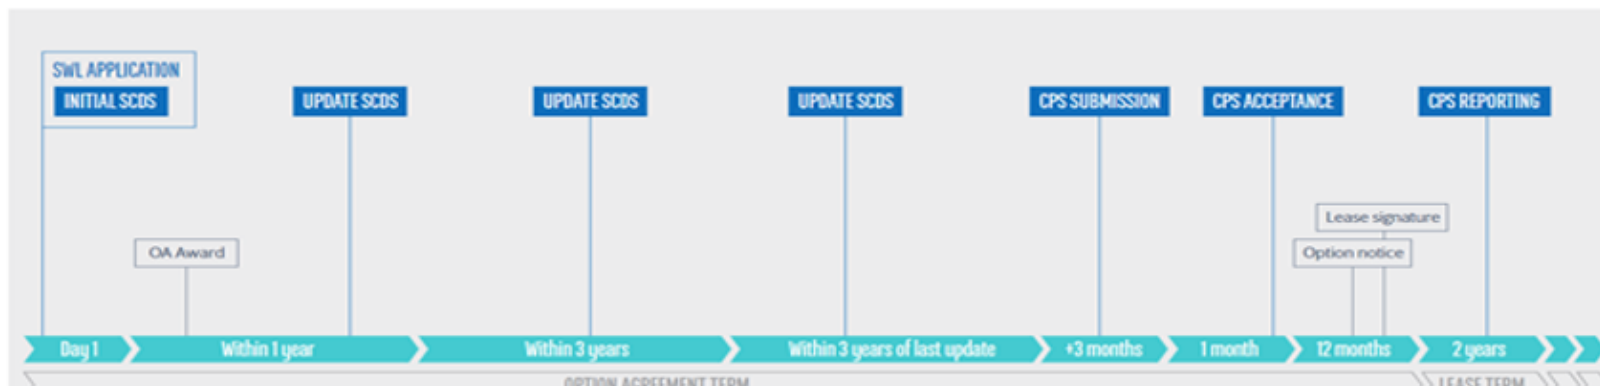 SWL APPLICATION
INITIAL SCDS
UPDATE SCDS
UPDATE SCDS
UPDATE SCDS
CPS SUBMISSION
CPS ACCEPTANCE
CPS REPORTING
Lease signature
OA Award
Option notice
Day 1
Within 1 year
Within 3 years
Within 3 years of last update
+3 months
1 month
12 months
2 years
OPTION AGREEMENT TERM
LEASE TERM